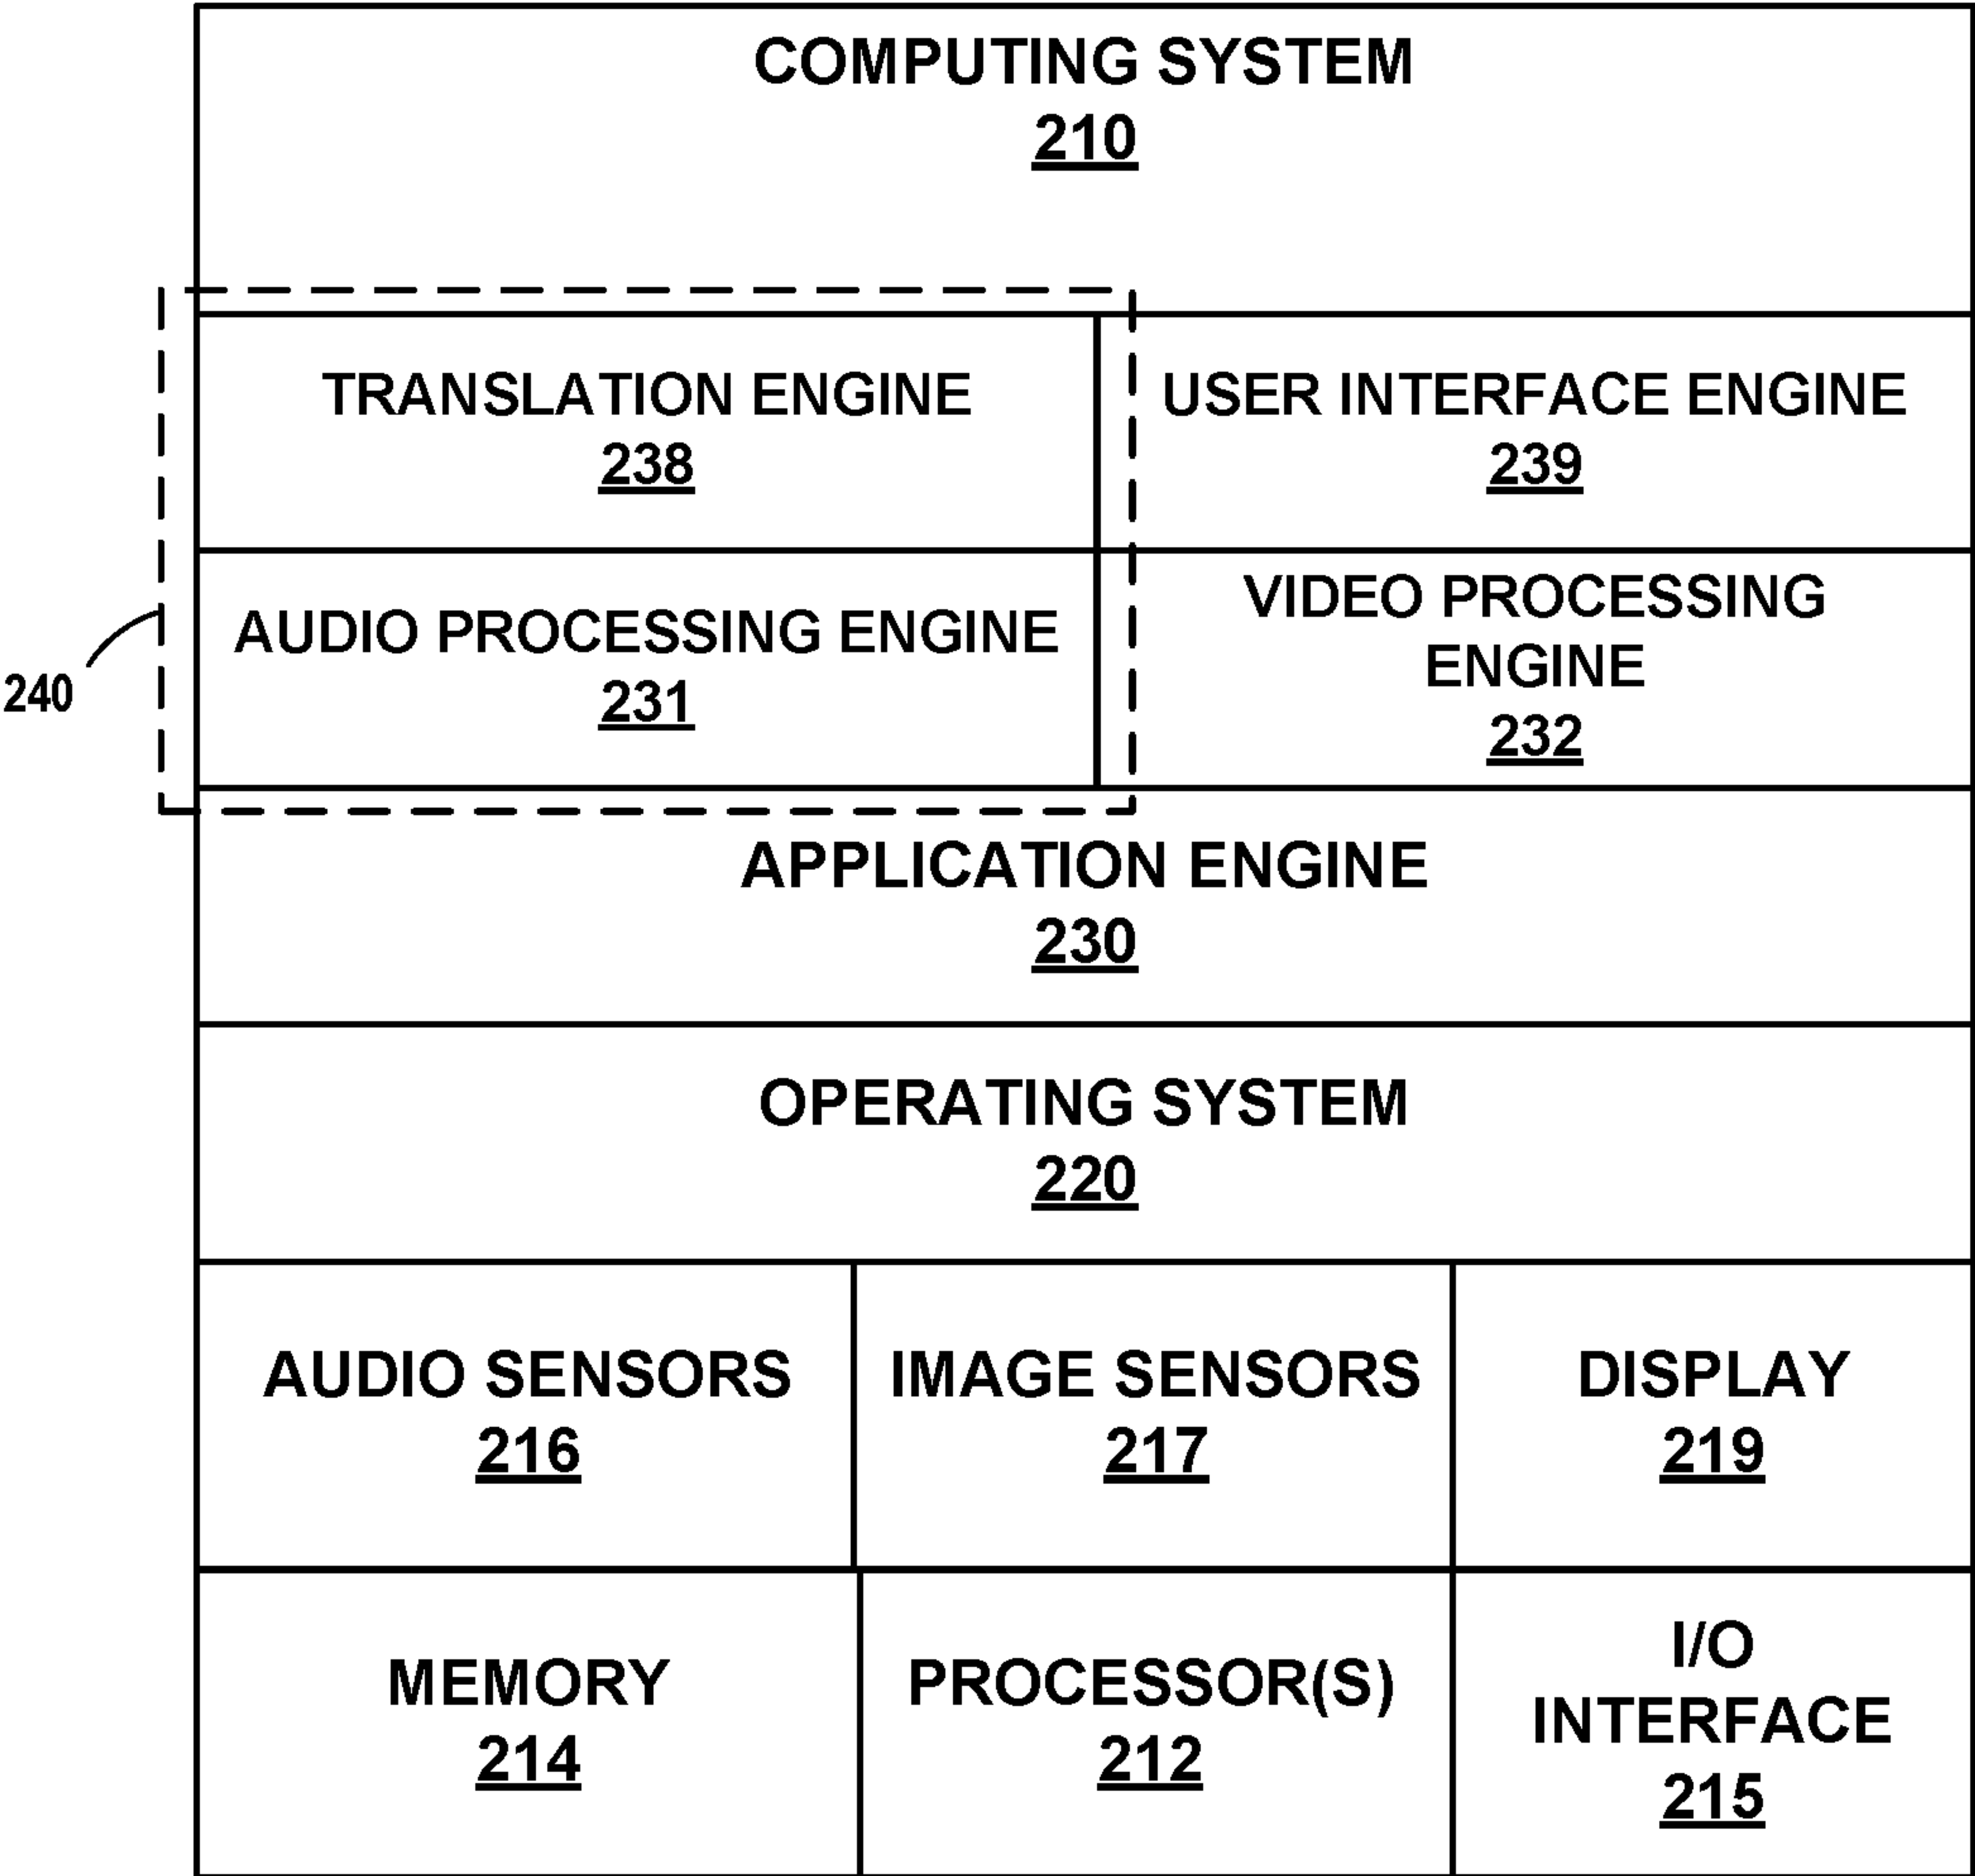 COMPUTING SYSTEM
210
TRANSLATION ENGINE
238
USER INTERFACE ENGINE
239
AUDIO PROCESSING ENGINE
231
VIDEO PROCESSING
ENGINE
232
240
APPLICATION ENGINE
230
OPERATING SYSTEM
220
AUDIO SENSORS
216
IMAGE SENSORS
217
DISPLAY
219
MEMORY
214
PROCESSOR(S)
212
I/O
INTERFACE
215